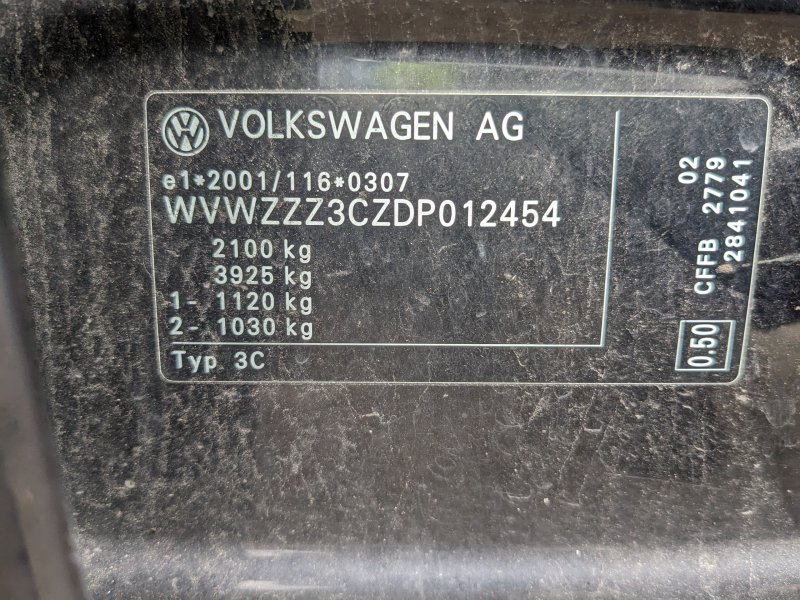 VOLKSWAGEN AG
e1*2001/116*0307
WVWZZZ3CZDP012454
2100 kg
3925 kg
1- 1120 kg
2- 1030 kg
Typ 3C
02
CFFB 2779
2841041
0.50